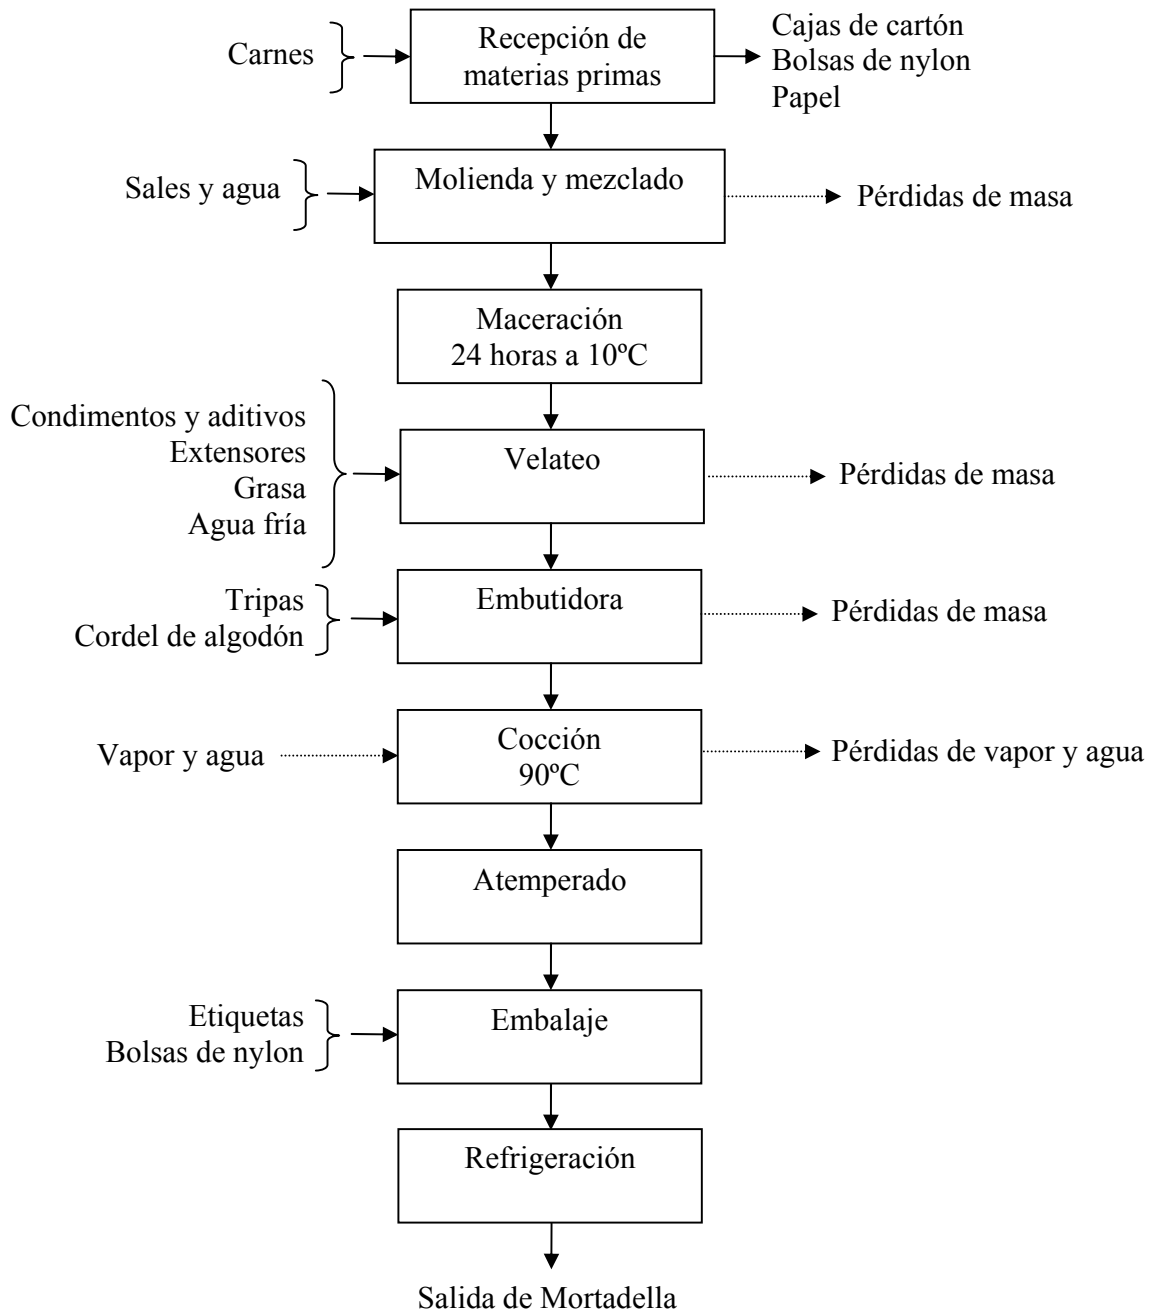 Carnes
Recepción de
materias primas
Cajas de cartón
Bolsas de nylon
Papel
Sales y agua
Molienda y mezclado
Pérdidas de masa
Maceración
24 horas a 10ºC
Condimentos y aditivos
Extensores
Grasa
Agua fría
Velateo
Pérdidas de masa
Tripas
Cordel de algodón
Embutidora
Pérdidas de masa
Vapor y agua
Cocción
90ºC
Pérdidas de vapor y agua
Atemperado
Etiquetas
Bolsas de nylon
Embalaje
Refrigeración
Salida de Mortadella